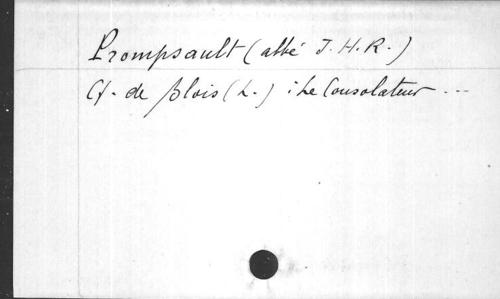 Prompsault (abbé J. H. R.)
Cf. de Blois (L.) : Le Consolateur ...